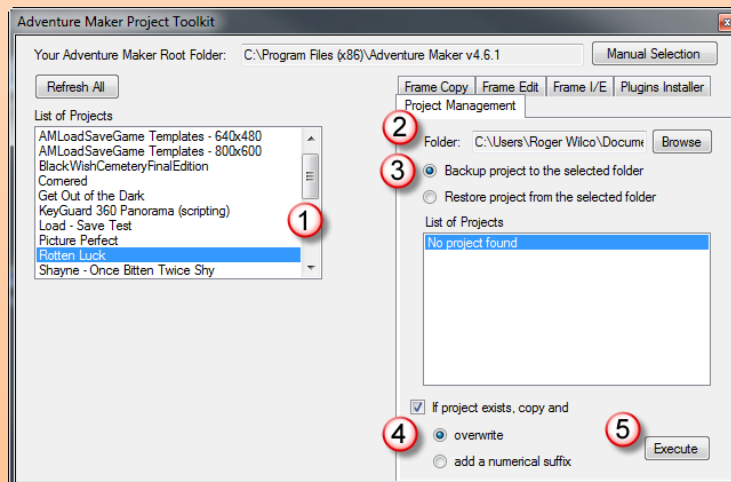 Adventure Maker Project Toolkit
Your Adventure Maker Root Folder: C:\Program Files (x86)\Adventure Maker v4.6.1 Manual Selection
Refresh All
List of Projects
AMLoadSaveGame Templates - 640x480
AMLoadSaveGame Templates - 800x600
BlackWishCemeteryFinalEdition
Cornered
Get Out of the Dark
KeyGuard 360 Panorama (scripting)
Load - Save Test
Picture Perfect
Rotten Luck
Shayne - Once Bitten Twice Shy
1
Frame Copy Frame Edit Frame I/E Plugins Installer
Project Management
2 Folder: C:\Users\Roger Wilco\Docume Browse
3 Backup project to the selected folder
Restore project from the selected folder
List of Projects
No project found
If project exists, copy and
4 overwrite
add a numerical suffix
5 Execute